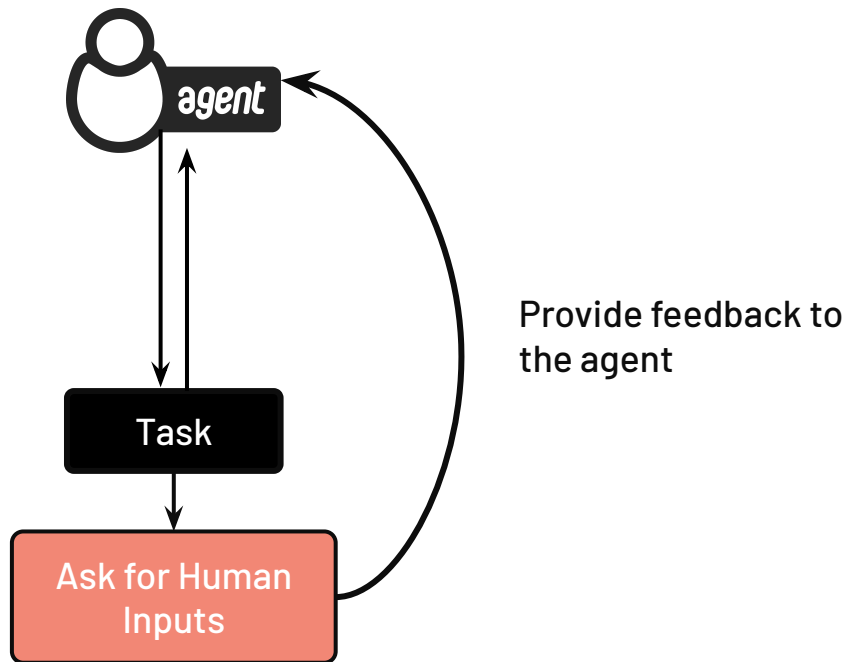 agent
Provide feedback to
the agent
Task
Ask for Human
Inputs